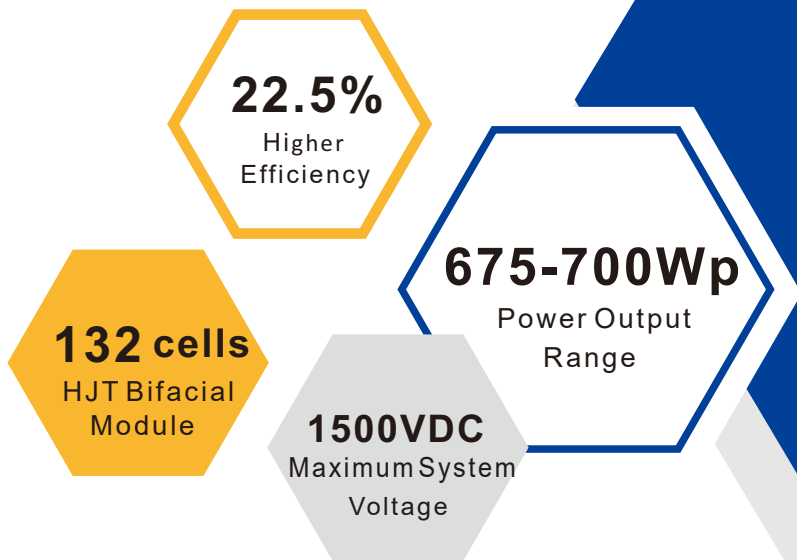 22.5%
Higher
Efficiency
675-700Wp
Power Output
Range
132 cells
HJT Bifacial
Module
1500VDC
Maximum System
Voltage